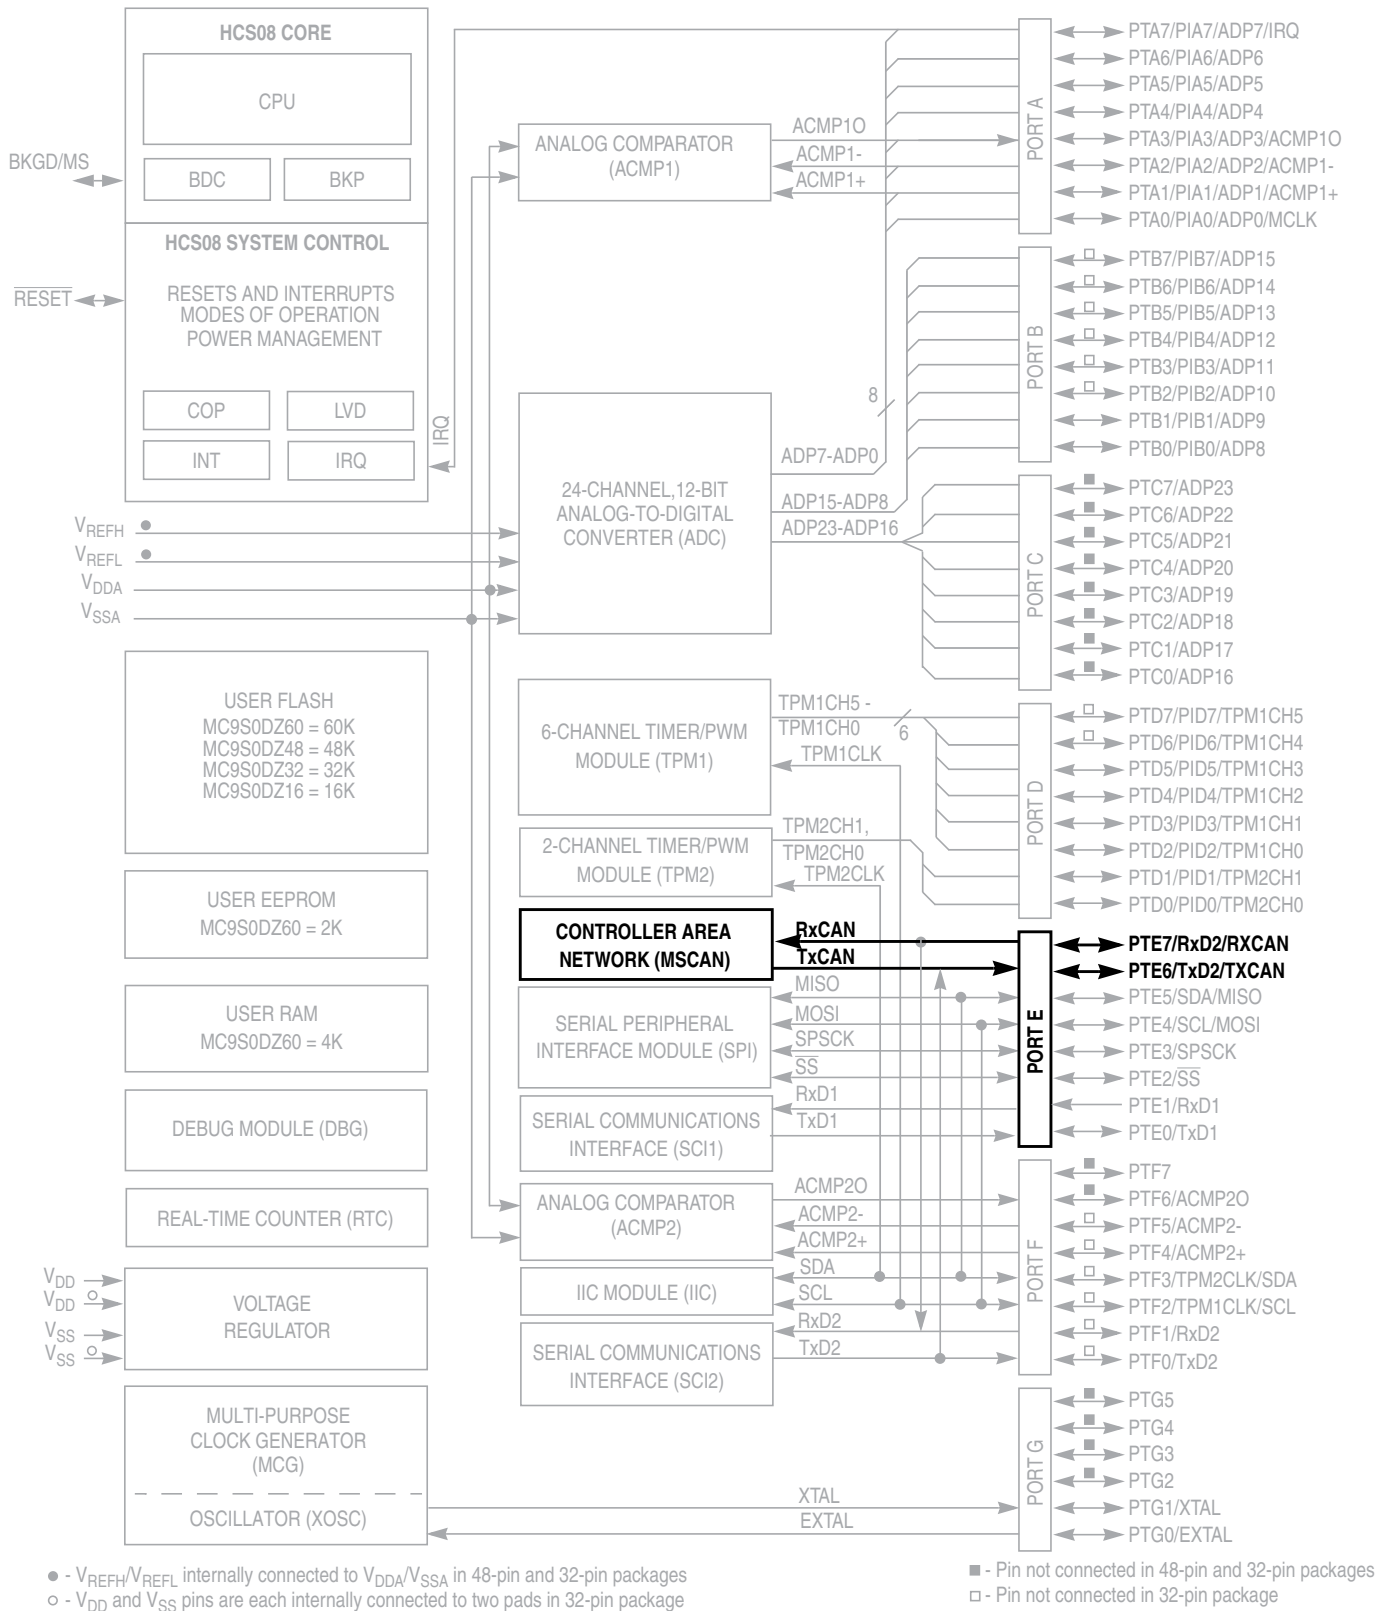 HCS08 CORE
CPU
BDC
BKP
BKGD/MS
HCS08 SYSTEM CONTROL
RESETS AND INTERRUPTS
MODES OF OPERATION
POWER MANAGEMENT
RESET
COP
LVD
INT
IRQ
IRQ
VREFH
VREFL
VDDA
VSSA
USER FLASH
MC9S0DZ60 = 60K
MC9S0DZ48 = 48K
MC9S0DZ32 = 32K
MC9S0DZ16 = 16K
USER EEPROM
MC9S0DZ60 = 2K
USER RAM
MC9S0DZ60 = 4K
DEBUG MODULE (DBG)
REAL-TIME COUNTER (RTC)
VDD
VDD
VSS
VSS
VOLTAGE
REGULATOR
MULTI-PURPOSE
CLOCK GENERATOR
(MCG)
OSCILLATOR (XOSC)
ANALOG COMPARATOR
(ACMP1)
ACMP1O
ACMP1-
ACMP1+
24-CHANNEL,12-BIT
ANALOG-TO-DIGITAL
CONVERTER (ADC)
8
ADP7-ADP0
ADP15-ADP8
ADP23-ADP16
6-CHANNEL TIMER/PWM
MODULE (TPM1)
TPM1CH5 -
TPM1CH0
6
TPM1CLK
2-CHANNEL TIMER/PWM
MODULE (TPM2)
TPM2CH1,
TPM2CH0
TPM2CLK
CONTROLLER AREA
NETWORK (MSCAN)
RxCAN
TxCAN
SERIAL PERIPHERAL
INTERFACE MODULE (SPI)
MISO
MOSI
SPSCK
SS
SERIAL COMMUNICATIONS
INTERFACE (SCI1)
RxD1
TxD1
ANALOG COMPARATOR
(ACMP2)
ACMP2O
ACMP2-
ACMP2+
IIC MODULE (IIC)
SDA
SCL
SERIAL COMMUNICATIONS
INTERFACE (SCI2)
RxD2
TxD2
XTAL
EXTAL
PORT A
PTA7/PIA7/ADP7/IRQ
PTA6/PIA6/ADP6
PTA5/PIA5/ADP5
PTA4/PIA4/ADP4
PTA3/PIA3/ADP3/ACMP1O
PTA2/PIA2/ADP2/ACMP1-
PTA1/PIA1/ADP1/ACMP1+
PTA0/PIA0/ADP0/MCLK
PORT B
PTB7/PIB7/ADP15
PTB6/PIB6/ADP14
PTB5/PIB5/ADP13
PTB4/PIB4/ADP12
PTB3/PIB3/ADP11
PTB2/PIB2/ADP10
PTB1/PIB1/ADP9
PTB0/PIB0/ADP8
PORT C
PTC7/ADP23
PTC6/ADP22
PTC5/ADP21
PTC4/ADP20
PTC3/ADP19
PTC2/ADP18
PTC1/ADP17
PTC0/ADP16
PORT D
PTD7/PID7/TPM1CH5
PTD6/PID6/TPM1CH4
PTD5/PID5/TPM1CH3
PTD4/PID4/TPM1CH2
PTD3/PID3/TPM1CH1
PTD2/PID2/TPM1CH0
PTD1/PID1/TPM2CH1
PTD0/PID0/TPM2CH0
PORT E
PTE7/RxD2/RXCAN
PTE6/TxD2/TXCAN
PTE5/SDA/MISO
PTE4/SCL/MOSI
PTE3/SPSCK
PTE2/SS
PTE1/RxD1
PTE0/TxD1
PORT F
PTF7
PTF6/ACMP2O
PTF5/ACMP2-
PTF4/ACMP2+
PTF3/TPM2CLK/SDA
PTF2/TPM1CLK/SCL
PTF1/RxD2
PTF0/TxD2
PORT G
PTG5
PTG4
PTG3
PTG2
PTG1/XTAL
PTG0/EXTAL
● - VREFH/VREFL internally connected to VDDA/VSSA in 48-pin and 32-pin packages
○ - VDD and VSS pins are each internally connected to two pads in 32-pin package
■ - Pin not connected in 48-pin and 32-pin packages
□ - Pin not connected in 32-pin package